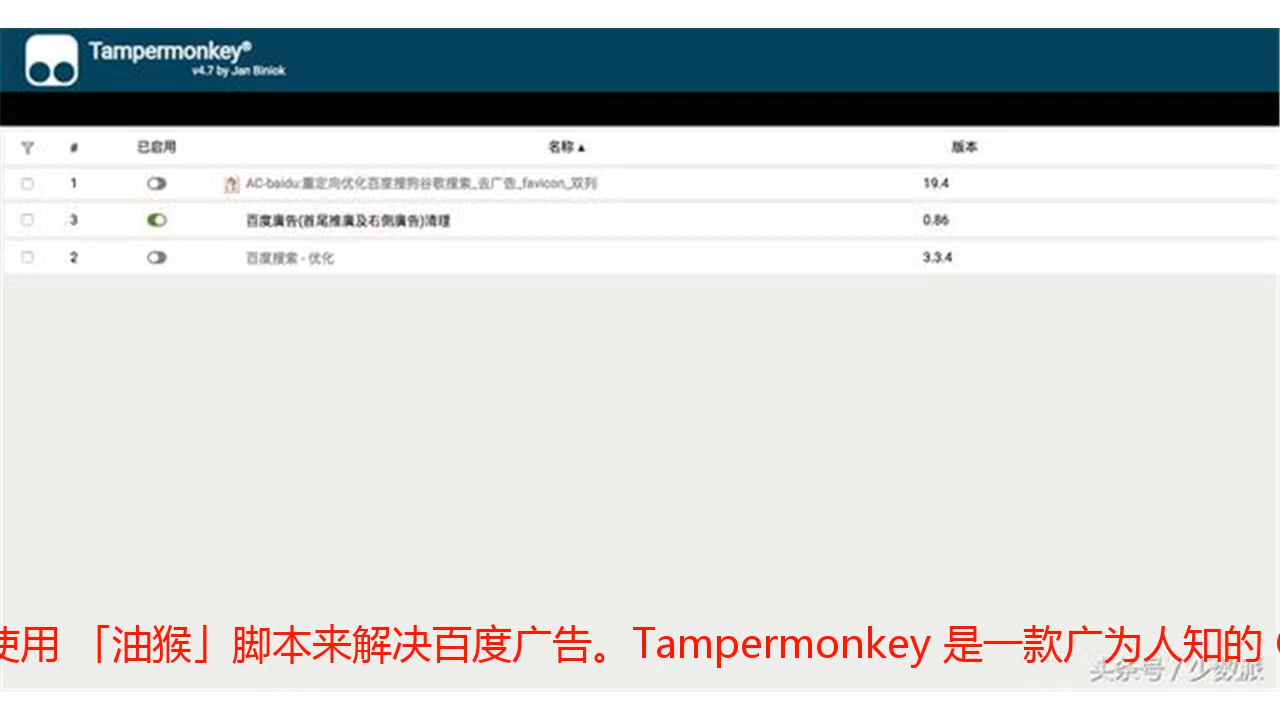 Tampermonkey®
v4.7 by Jan Biniok
# 已启用 名称▲ 版本
1 AC-baidu:重定向优化百度搜狗谷歌搜索_去广告_favicon_双列 19.4
3 百度廣告(首尾推廣及右側廣告)清理 0.86
2 百度搜索 - 优化 3.3.4
使用 「油猴」脚本来解决百度广告。Tampermonkey 是一款广为人知的
头条号 / 少数派